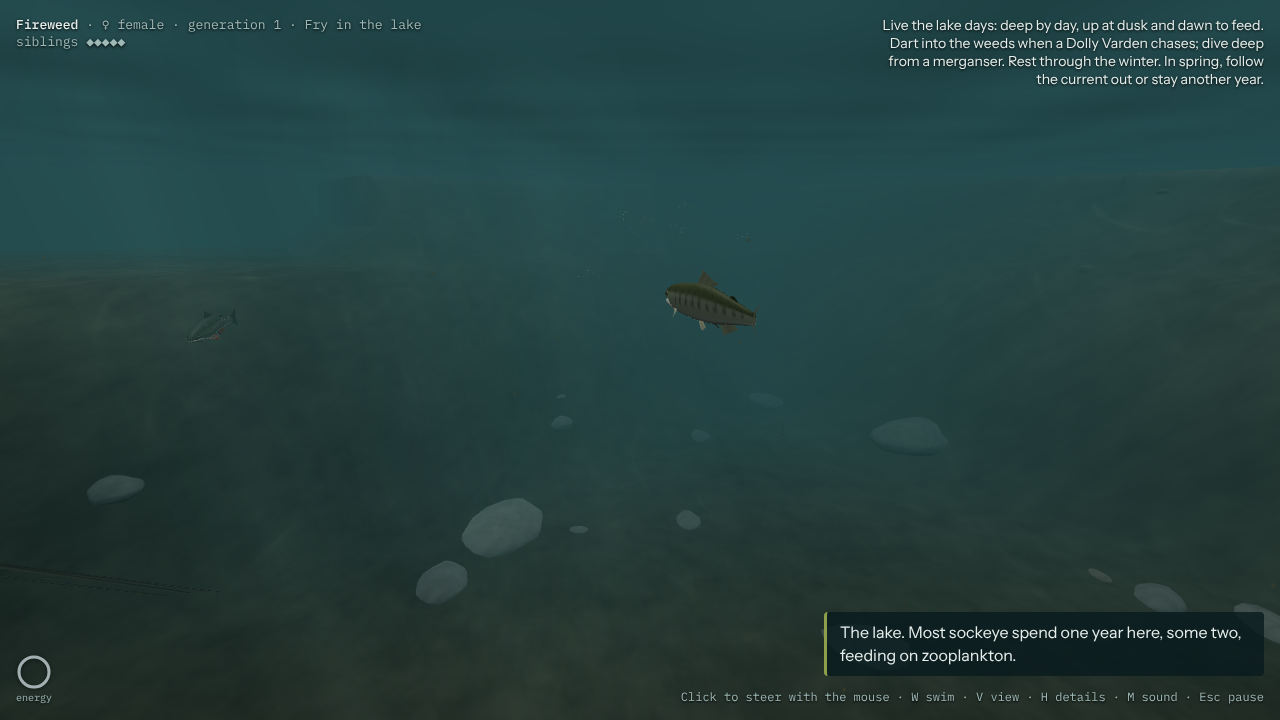 Fireweed · ♀ female · generation 1 · Fry in the lake
siblings ◆◆◆◆◆
Live the lake days: deep by day, up at dusk and dawn to feed.
Dart into the weeds when a Dolly Varden chases; dive deep
from a merganser. Rest through the winter. In spring, follow
the current out or stay another year.
The lake. Most sockeye spend one year here, some two,
feeding on zooplankton.
energy
Click to steer with the mouse · W swim · V view · H details · M sound · Esc pause